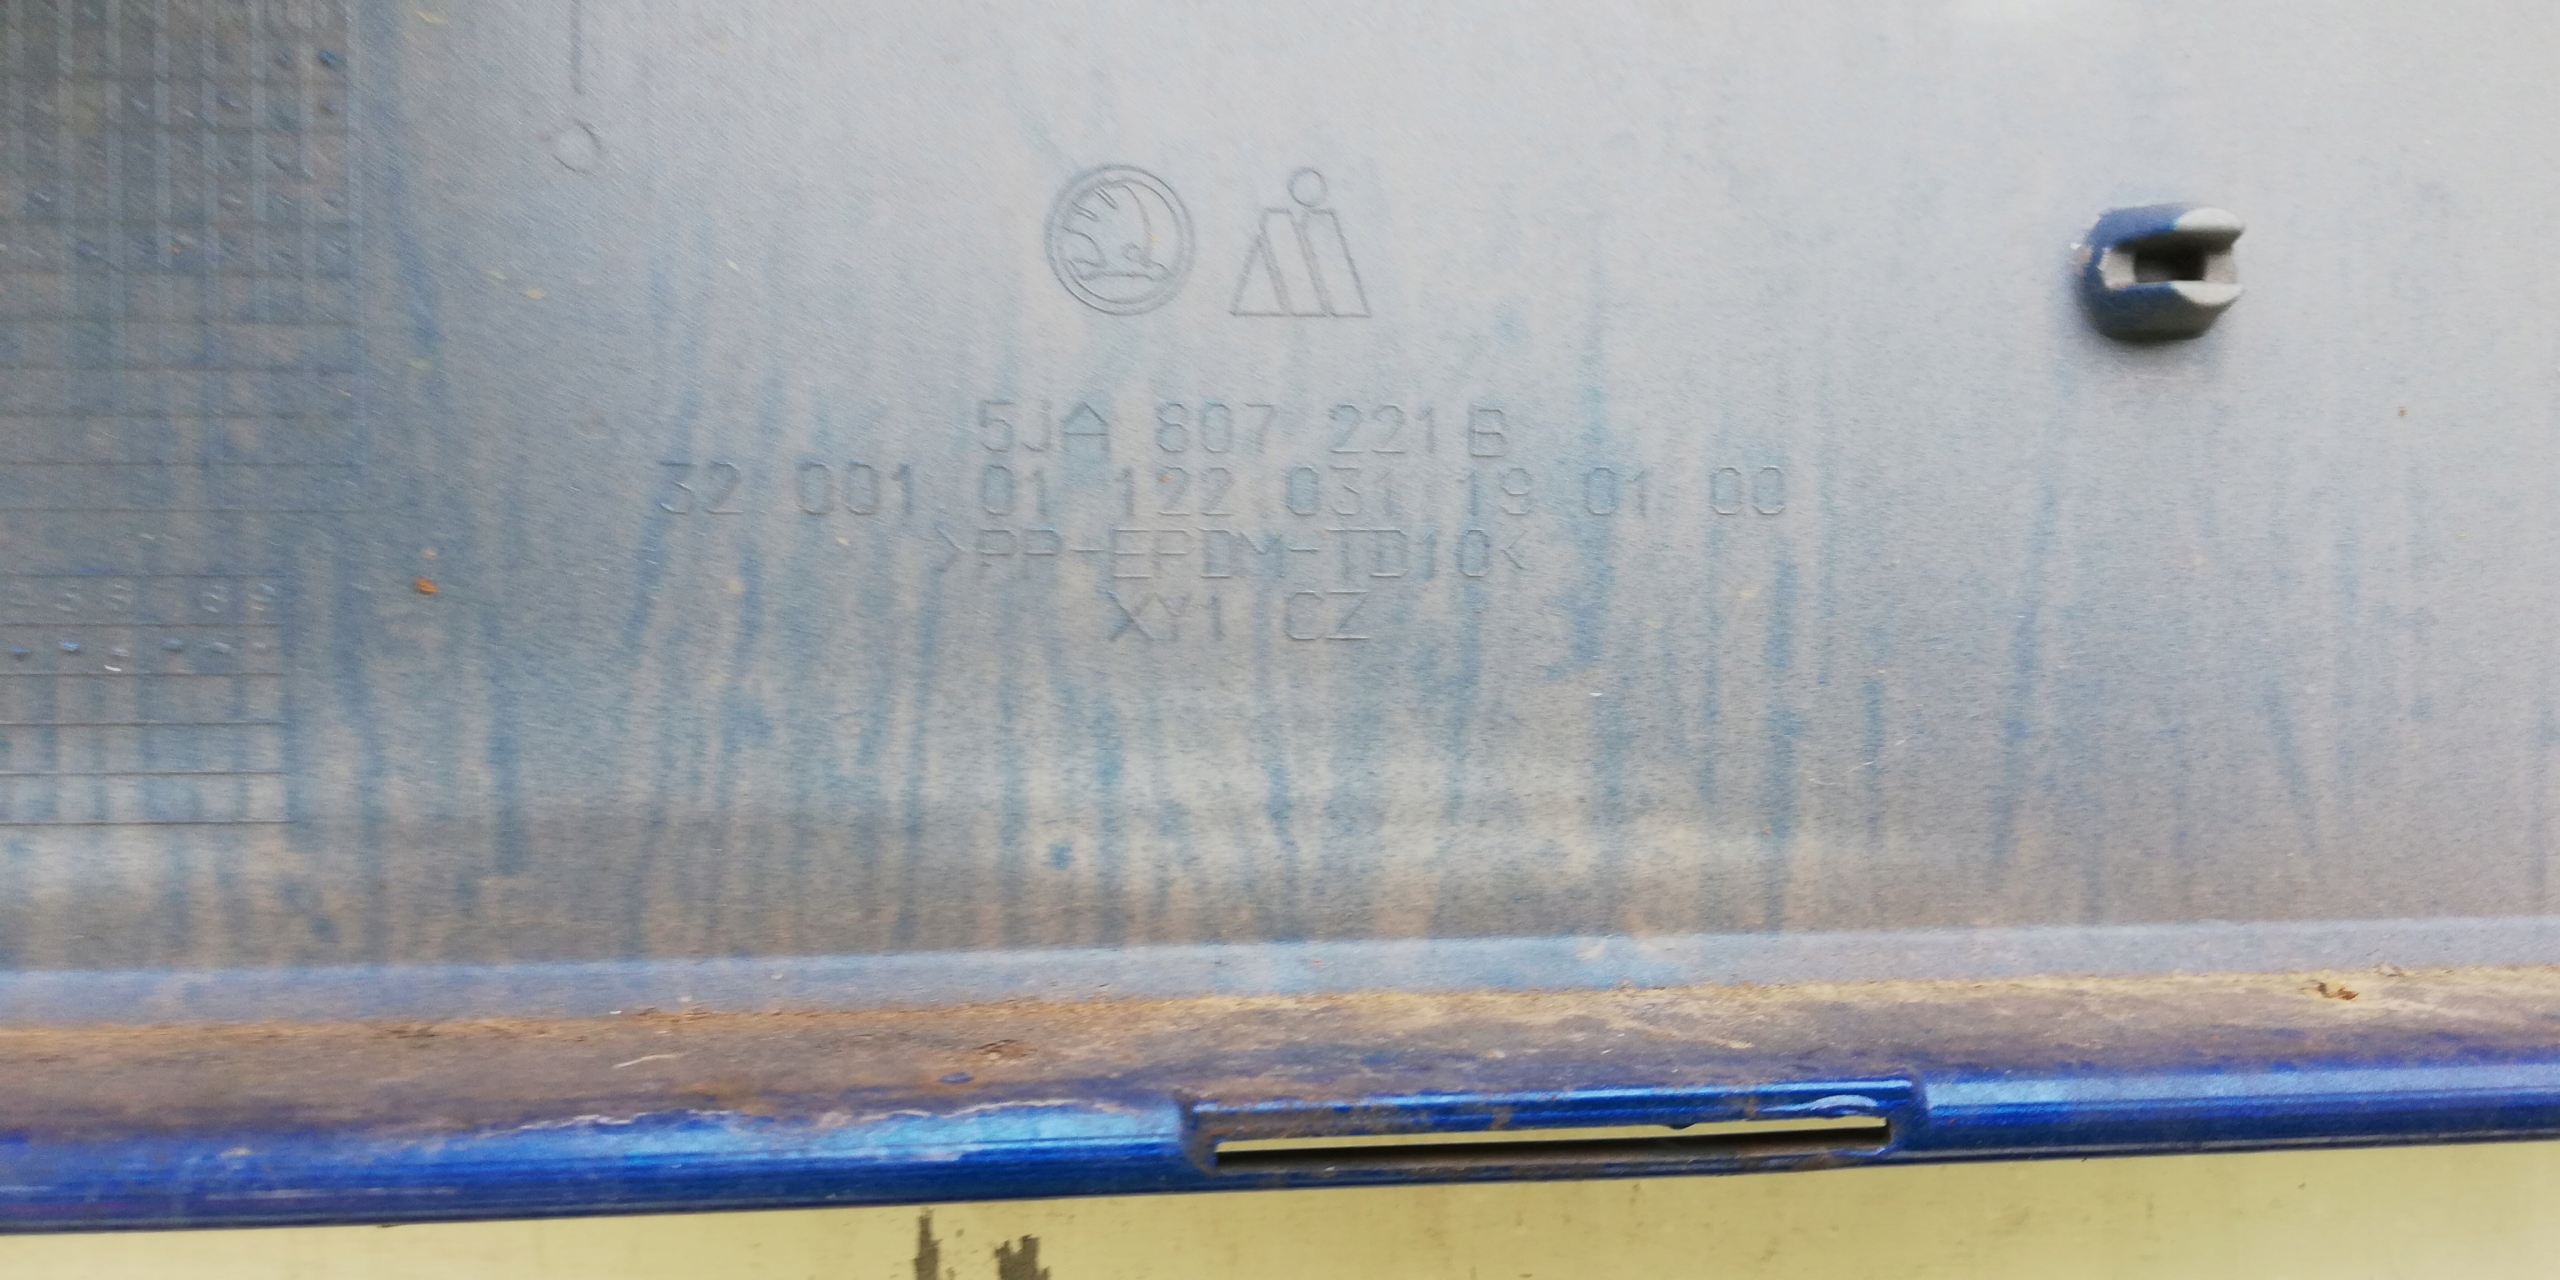 5JA 807 221 B
32 001 01 122 031 19 01 00
>PP-EPDM-TD10<
XY1 CZ